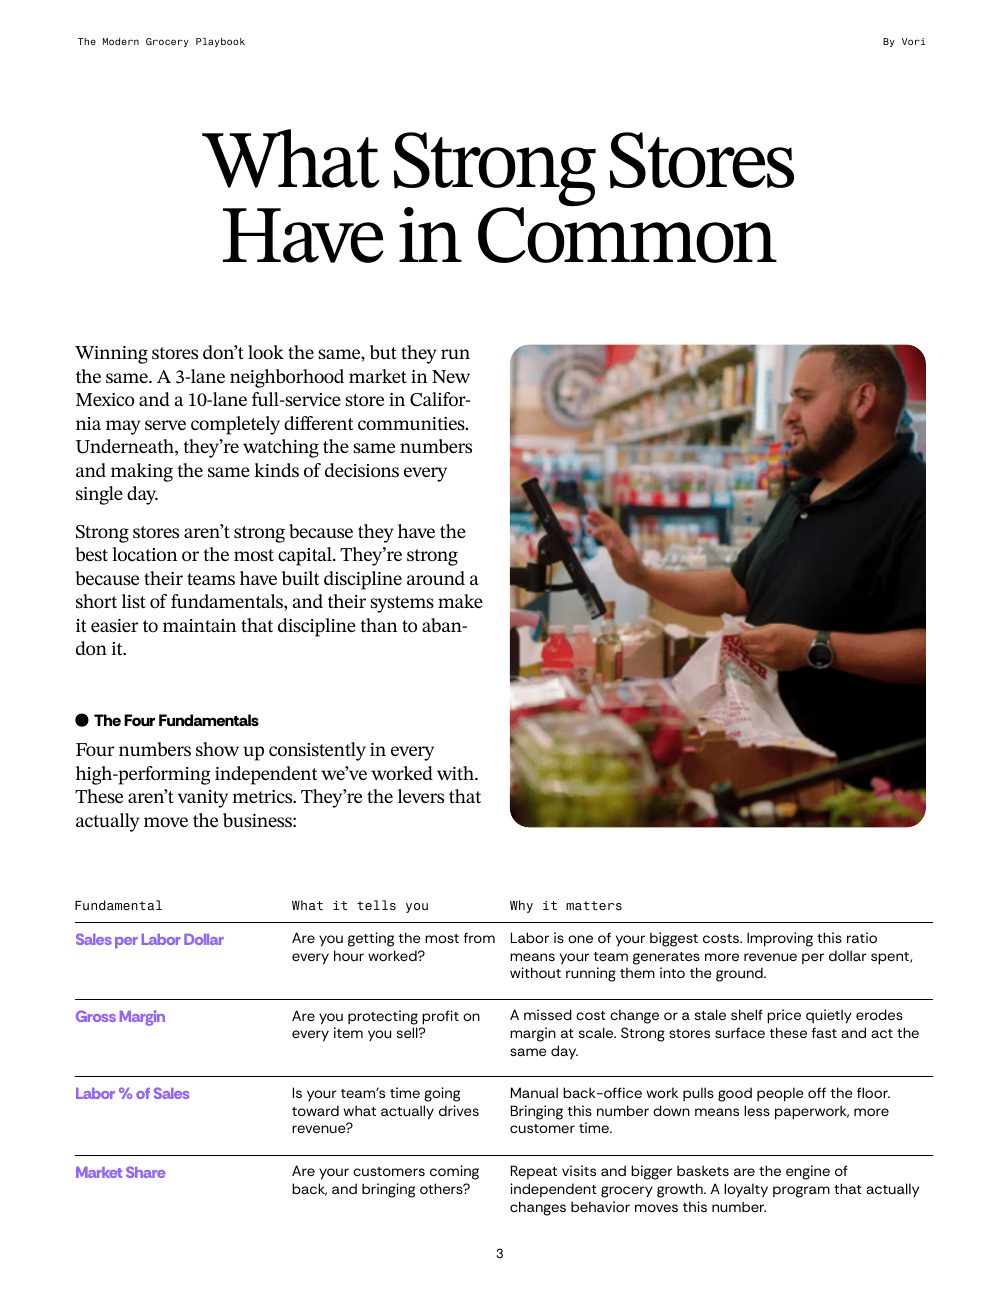 The Modern Grocery Playbook
By Vori
What Strong Stores
Have in Common
Winning stores don’t look the same, but they run
the same. A 3-lane neighborhood market in New
Mexico and a 10-lane full-service store in Califor-
nia may serve completely different communities.
Underneath, they’re watching the same numbers
and making the same kinds of decisions every
single day.
Strong stores aren’t strong because they have the
best location or the most capital. They’re strong
because their teams have built discipline around a
short list of fundamentals, and their systems make
it easier to maintain that discipline than to aban-
don it.
The Four Fundamentals
Four numbers show up consistently in every
high-performing independent we’ve worked with.
These aren’t vanity metrics. They’re the levers that
actually move the business:
Fundamental
What it tells you
Why it matters
Sales per Labor Dollar
Are you getting the most from
every hour worked?
Labor is one of your biggest costs. Improving this ratio
means your team generates more revenue per dollar spent,
without running them into the ground.
Gross Margin
Are you protecting profit on
every item you sell?
A missed cost change or a stale shelf price quietly erodes
margin at scale. Strong stores surface these fast and act the
same day.
Labor % of Sales
Is your team’s time going
toward what actually drives
revenue?
Manual back-office work pulls good people off the floor.
Bringing this number down means less paperwork, more
customer time.
Market Share
Are your customers coming
back, and bringing others?
Repeat visits and bigger baskets are the engine of
independent grocery growth. A loyalty program that actually
changes behavior moves this number.
3